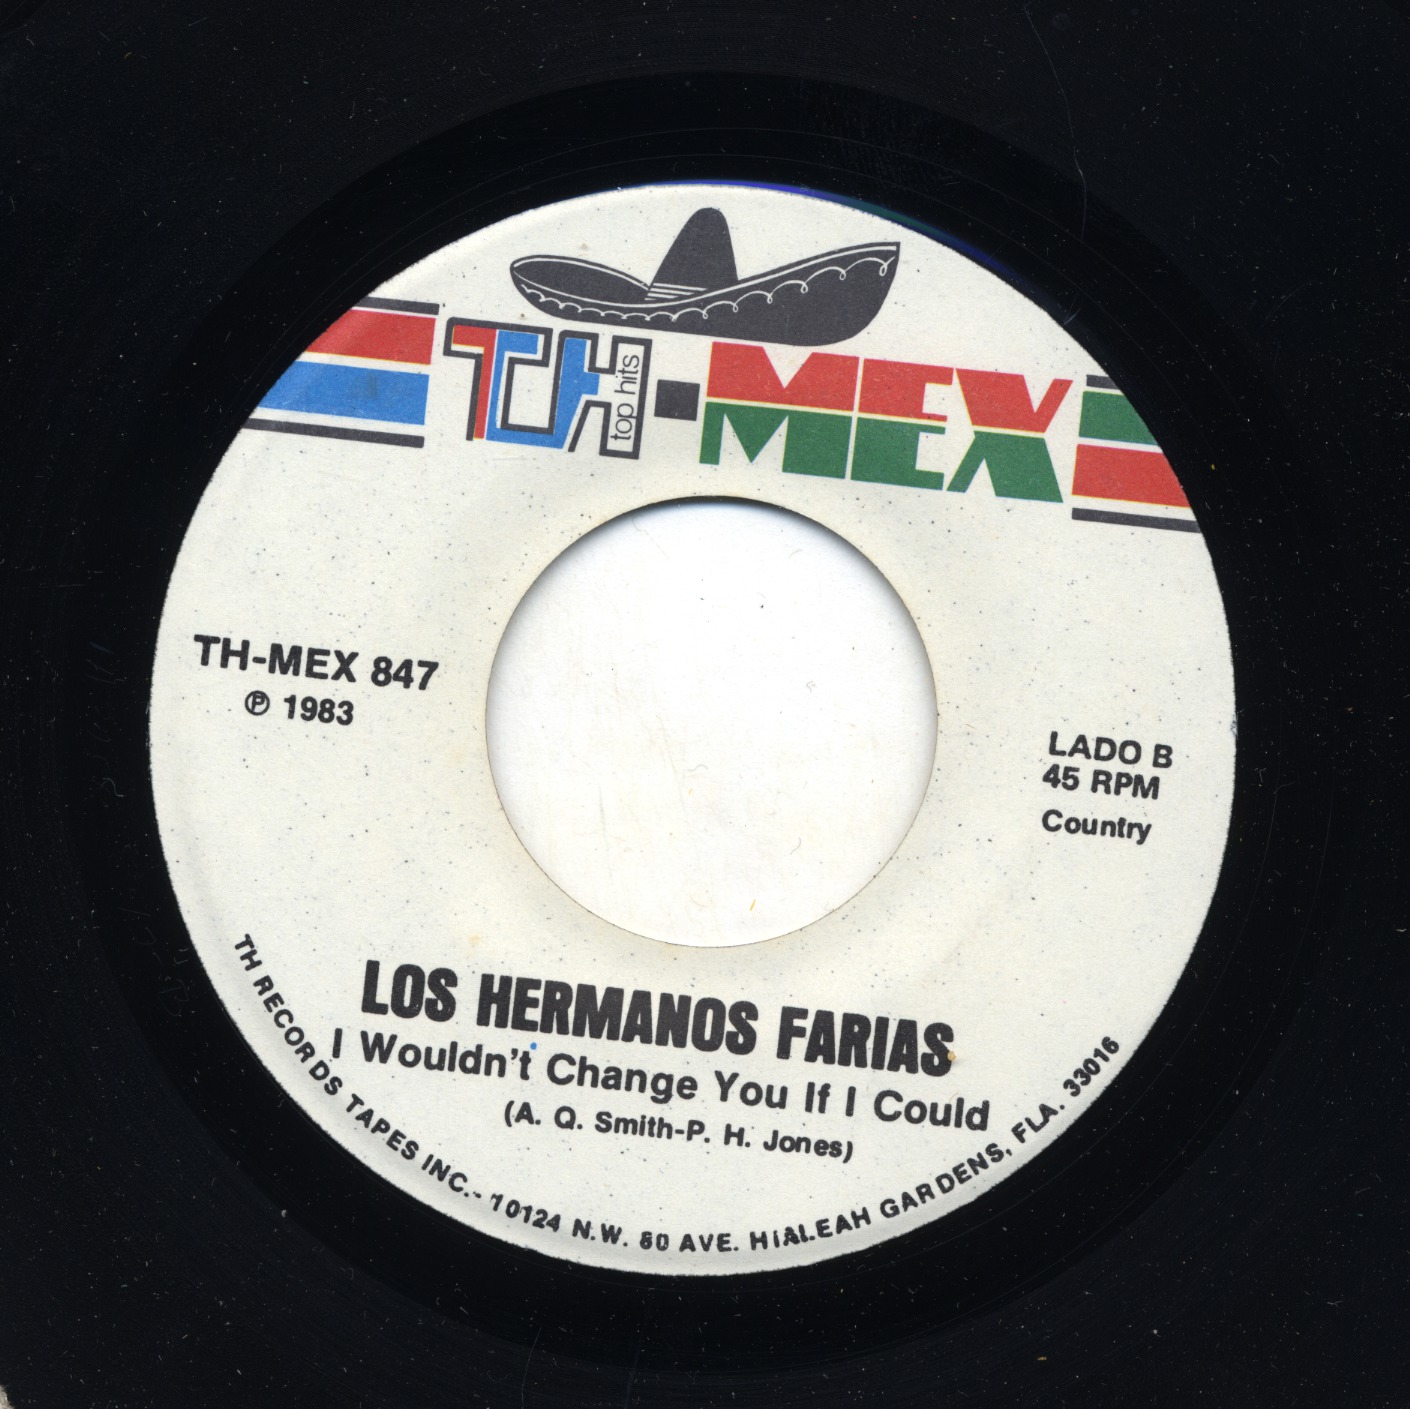 TH top hits-MEX
TH-MEX 847
℗ 1983
LADO B
45 RPM
Country
LOS HERMANOS FARIAS
I Wouldn't Change You If I Could
(A. Q. Smith-P. H. Jones)
TH RECORDS TAPES INC.- 10124 N.W. 80 AVE. HIALEAH GARDENS, FLA. 33016